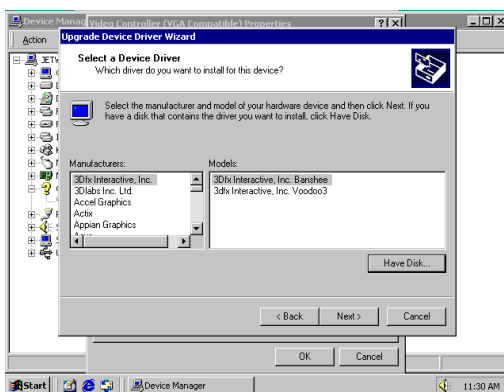 Device Manag
Video Controller (VGA Compatible) Properties
Action
Upgrade Device Driver Wizard
Select a Device Driver
Which driver do you want to install for this device?
Select the manufacturer and model of your hardware device and then click Next. If you
have a disk that contains the driver you want to install, click Have Disk.
Manufacturers:
Models:
3Dfx Interactive, Inc.
3Dlabs Inc. Ltd.
Accel Graphics
Actix
Appian Graphics
3Dfx Interactive, Inc. Banshee
3dfx Interactive, Inc. Voodoo3
Have Disk...
< Back
Next >
Cancel
OK
Cancel
Start
Device Manager
11:30 AM